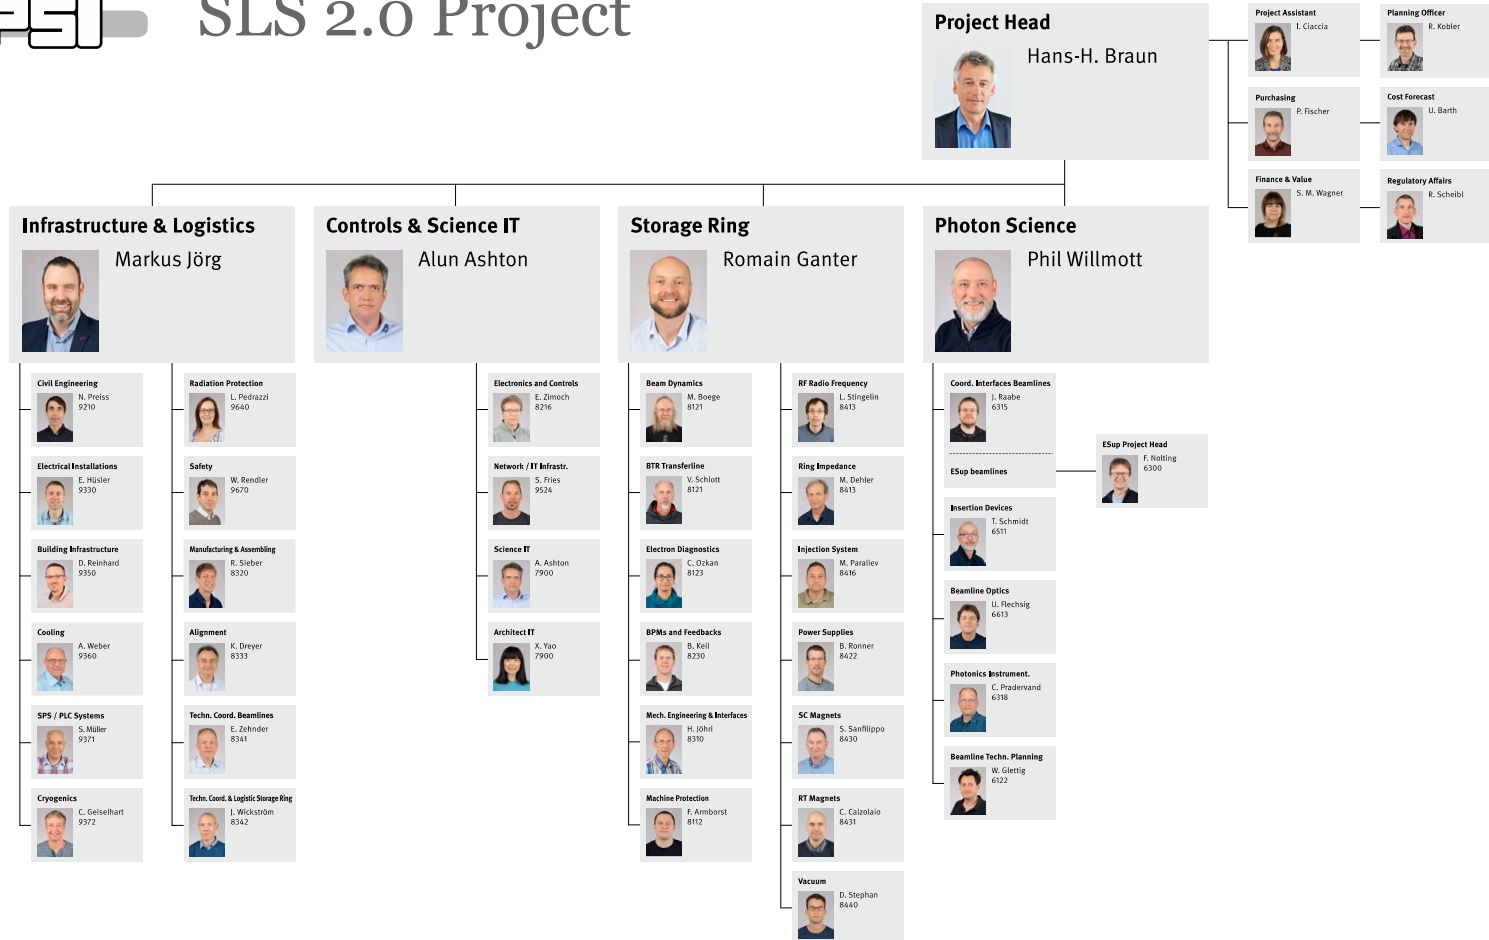 PSI
SLS 2.0 Project
Project Head
Hans-H. Braun
Project Assistant
I. Ciaccia
Planning Officer
R. Kobler
Purchasing
P. Fischer
Cost Forecast
U. Barth
Finance & Value
S. M. Wagner
Regulatory Affairs
R. Scheibl
Infrastructure & Logistics
Markus Jörg
Controls & Science IT
Alun Ashton
Storage Ring
Romain Ganter
Photon Science
Phil Willmott
Civil Engineering
N. Preiss
9210
Electrical Installations
E. Hüsler
9330
Building Infrastructure
D. Reinhard
9350
Cooling
A. Weber
9360
SPS / PLC Systems
S. Müller
9371
Cryogenics
C. Geiselhart
9372
Radiation Protection
L. Pedrazzi
9640
Safety
W. Rendler
9670
Manufacturing & Assembling
R. Sieber
8320
Alignment
K. Dreyer
8333
Techn. Coord. Beamlines
E. Zehnder
8341
Techn. Coord. & Logistic Storage Ring
J. Wickström
8342
Electronics and Controls
E. Zimoch
8216
Network / IT Infrastr.
S. Fries
9524
Science IT
A. Ashton
7900
Architect IT
X. Yao
7900
Beam Dynamics
M. Boege
8121
BTR Transferline
V. Schlott
8121
Electron Diagnostics
C. Ozkan
8123
BPMs and Feedbacks
B. Keil
8230
Mech. Engineering & Interfaces
H. Jöhri
8310
Machine Protection
F. Armborst
8112
RF Radio Frequency
L. Stingelin
8413
Ring Impedance
M. Dehler
8413
Injection System
M. Paraliev
8416
Power Supplies
B. Ronner
8422
SC Magnets
S. Sanfilippo
8430
RT Magnets
C. Calzolaio
8431
Vacuum
D. Stephan
8440
Coord. Interfaces Beamlines
J. Raabe
6315
ESup beamlines
ESup Project Head
F. Nolting
6300
Insertion Devices
T. Schmidt
6511
Beamline Optics
U. Flechsig
6613
Photonics Instrument.
C. Pradervand
6318
Beamline Techn. Planning
W. Glettig
6122